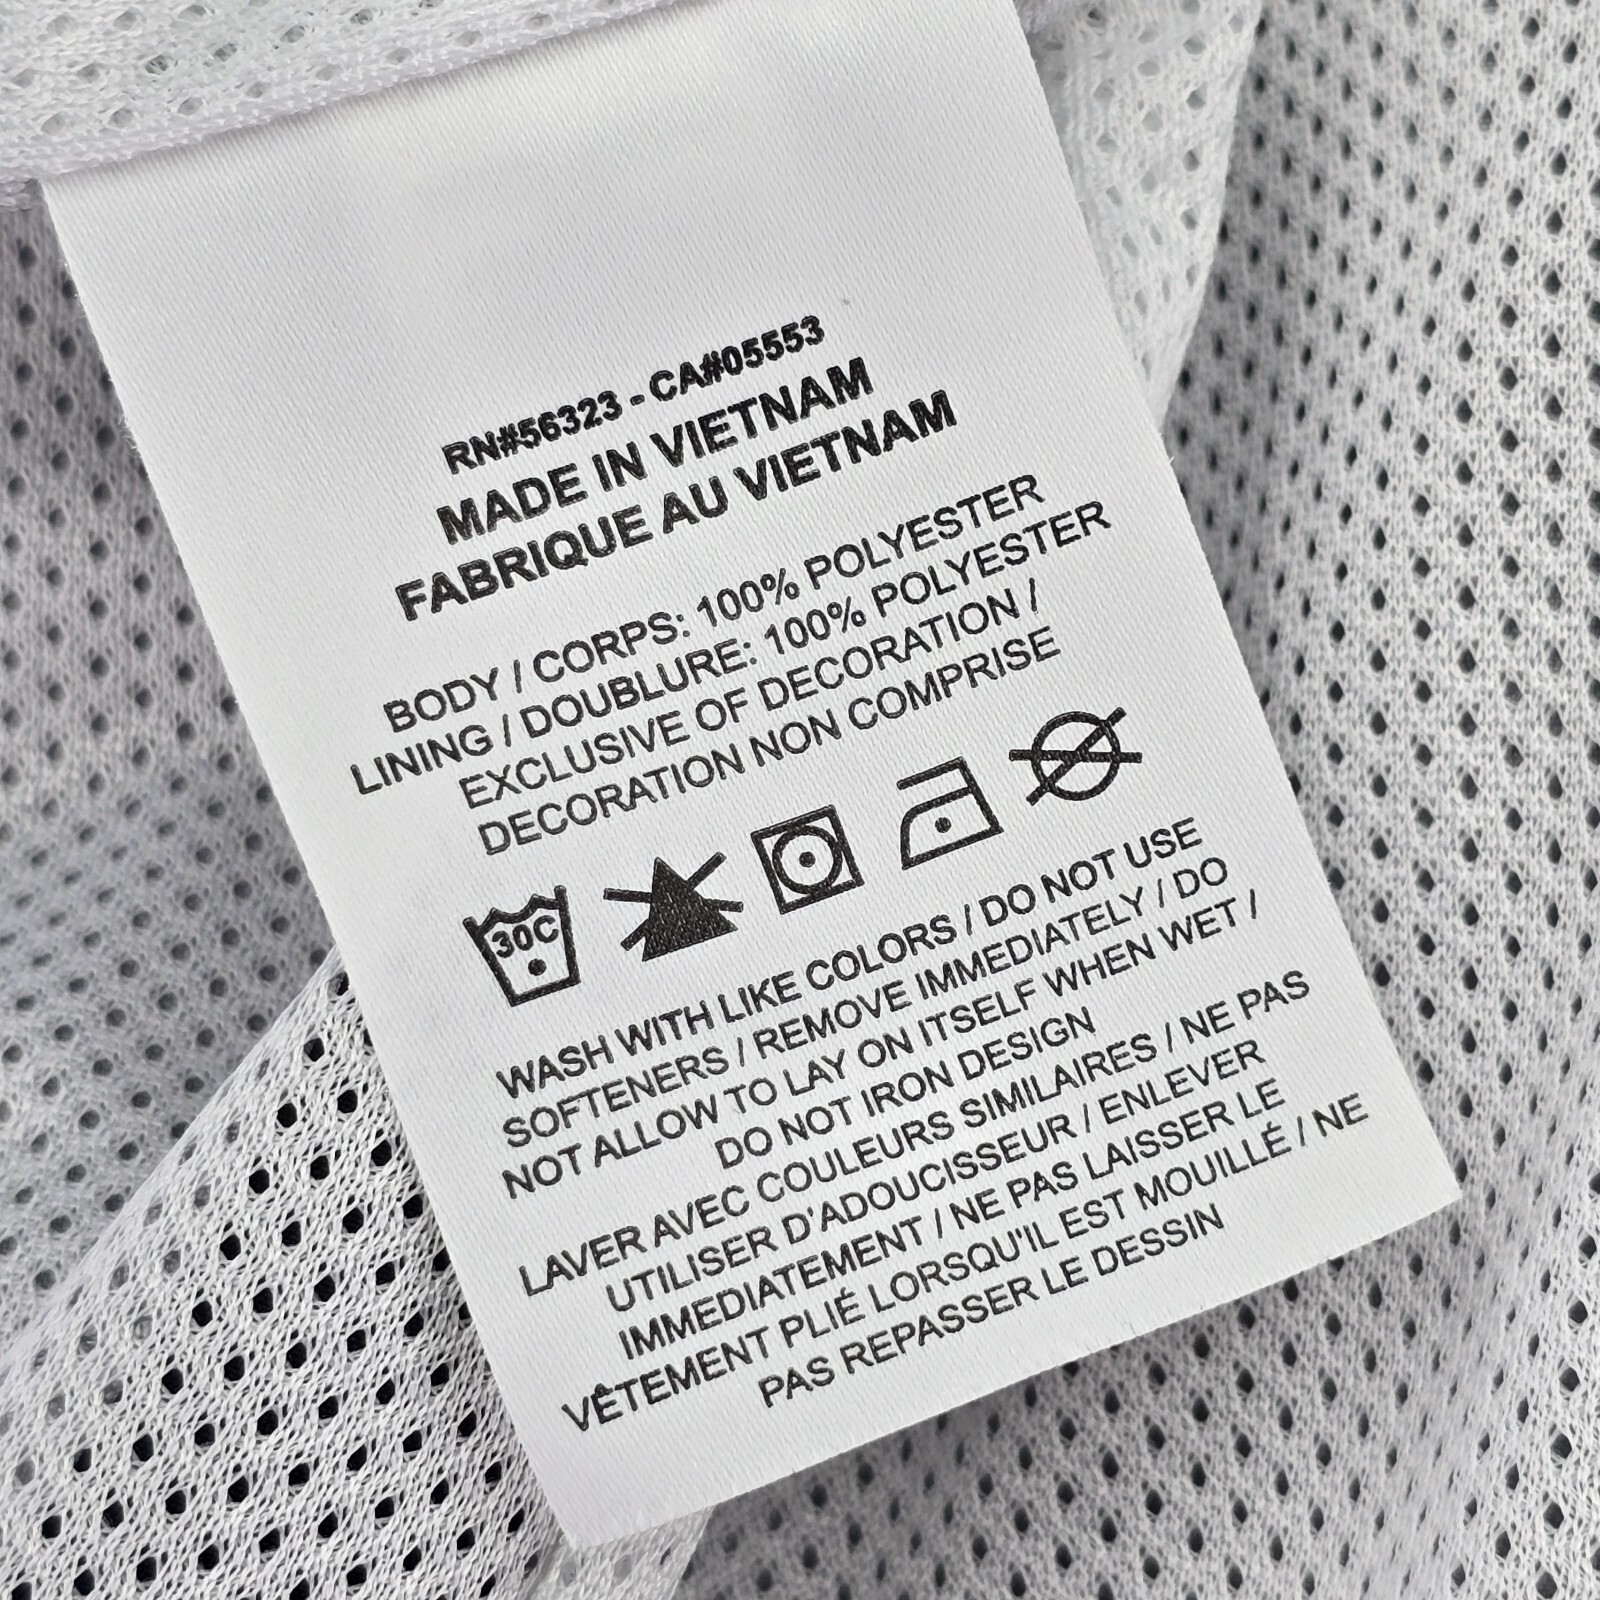 RN#56323 - CA#05553
MADE IN VIETNAM
FABRIQUE AU VIETNAM
BODY / CORPS: 100% POLYESTER
LINING / DOUBLURE: 100% POLYESTER
EXCLUSIVE OF DECORATION /
DECORATION NON COMPRISE
30C
WASH WITH LIKE COLORS / DO NOT USE
SOFTENERS / REMOVE IMMEDIATELY / DO
NOT ALLOW TO LAY ON ITSELF WHEN WET /
DO NOT IRON DESIGN
LAVER AVEC COULEURS SIMILAIRES / NE PAS
UTILISER D'ADOUCISSEUR / ENLEVER
IMMEDIATEMENT / NE PAS LAISSER LE
VÊTEMENT PLIÉ LORSQU'IL EST MOUILLÉ / NE
PAS REPASSER LE DESSIN